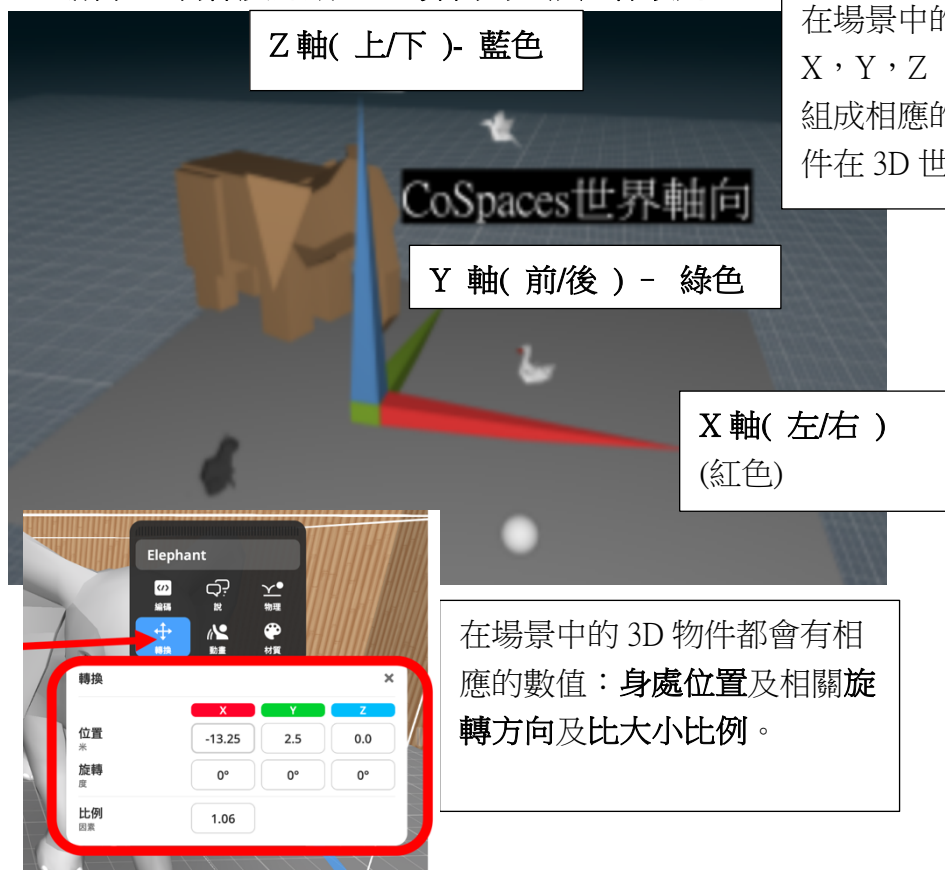 Z 軸( 上/下 )- 藍色
在場景中的
X，Y，Z
組成相應的
件在 3D 世
CoSpaces世界軸向
Y 軸( 前/後 ) - 綠色
X 軸( 左/右 )
(紅色)
Elephant
編碼 說 物理
轉換 動畫 材質
轉換 ×
X Y Z
位置 -13.25 2.5 0.0
米
旋轉 0° 0° 0°
度
比例 1.06
因素
在場景中的 3D 物件都會有相
應的數值：身處位置及相關旋
轉方向及比大小比例。